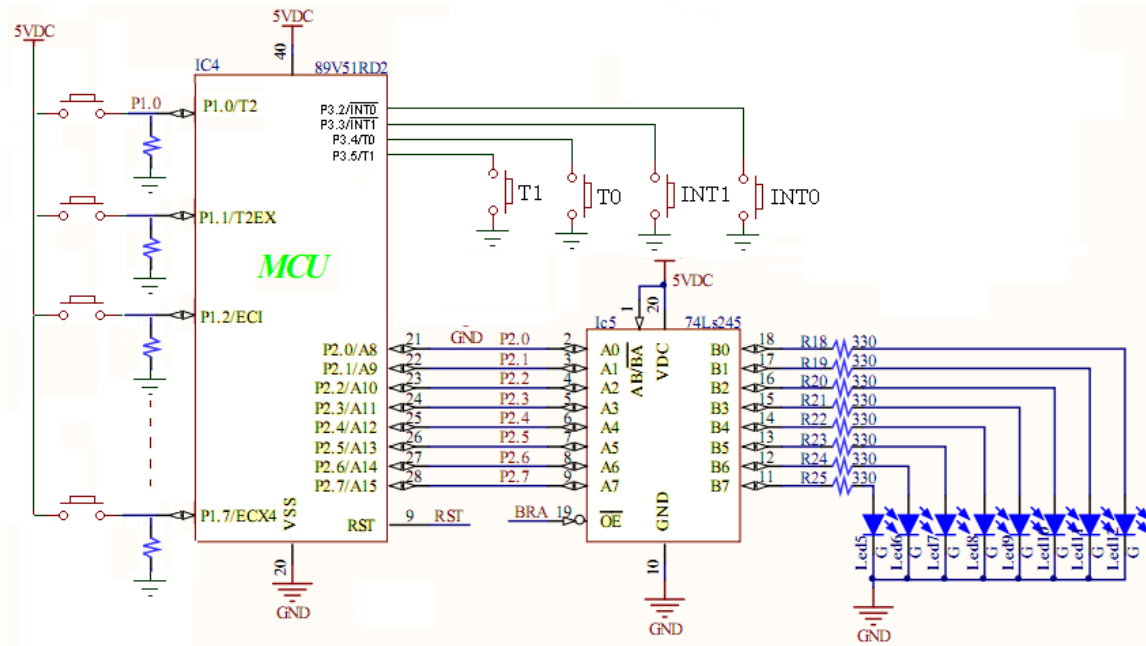 5VDC
5VDC
40
IC4
89V51RD2
P1.0
P1.0/T2
P3.2/INT0
P3.3/INT1
P3.4/T0
P3.5/T1
T1
T0
INT1
INT0
P1.1/T2EX
MCU
5VDC
P1.2/ECI
1
20
Ic5
74Ls245
P2.0/A8
21
GND
P2.0
2
A0
AB/BA
VDC
B0
18
R18
330
P2.1/A9
22
P2.1
3
A1
B1
17
R19
330
P2.2/A10
23
P2.2
4
A2
B2
16
R20
330
P2.3/A11
24
P2.3
5
A3
B3
15
R21
330
P2.4/A12
25
P2.4
6
A4
B4
14
R22
330
P2.5/A13
26
P2.5
7
A5
B5
13
R23
330
P2.6/A14
27
P2.6
8
A6
B6
12
R24
330
P2.7/A15
28
P2.7
9
A7
B7
11
R25
330
P1.7/ECX4
VSS
RST
9
RST
BRA
19
OE
GND
Led5
G
Led6
G
Led7
G
Led8
G
Led9
G
Led10
G
Led11
G
Led12
G
20
GND
10
GND
GND